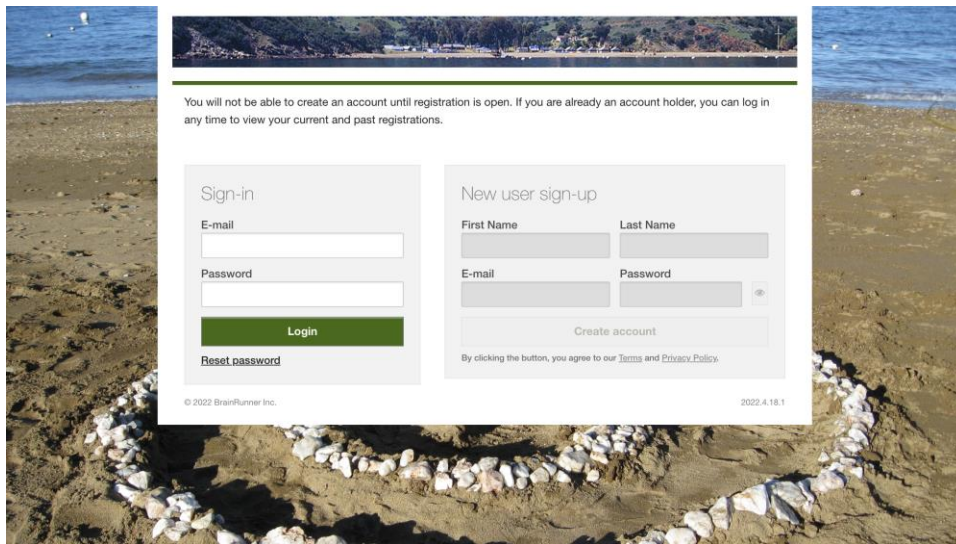 You will not be able to create an account until registration is open. If you are already an account holder, you can log in
any time to view your current and past registrations.
Sign-in
E-mail
Password
Login
Reset password
New user sign-up
First Name Last Name
E-mail Password
Create account
By clicking the button, you agree to our Terms and Privacy Policy.
© 2022 BrainRunner Inc. 2022.4.18.1